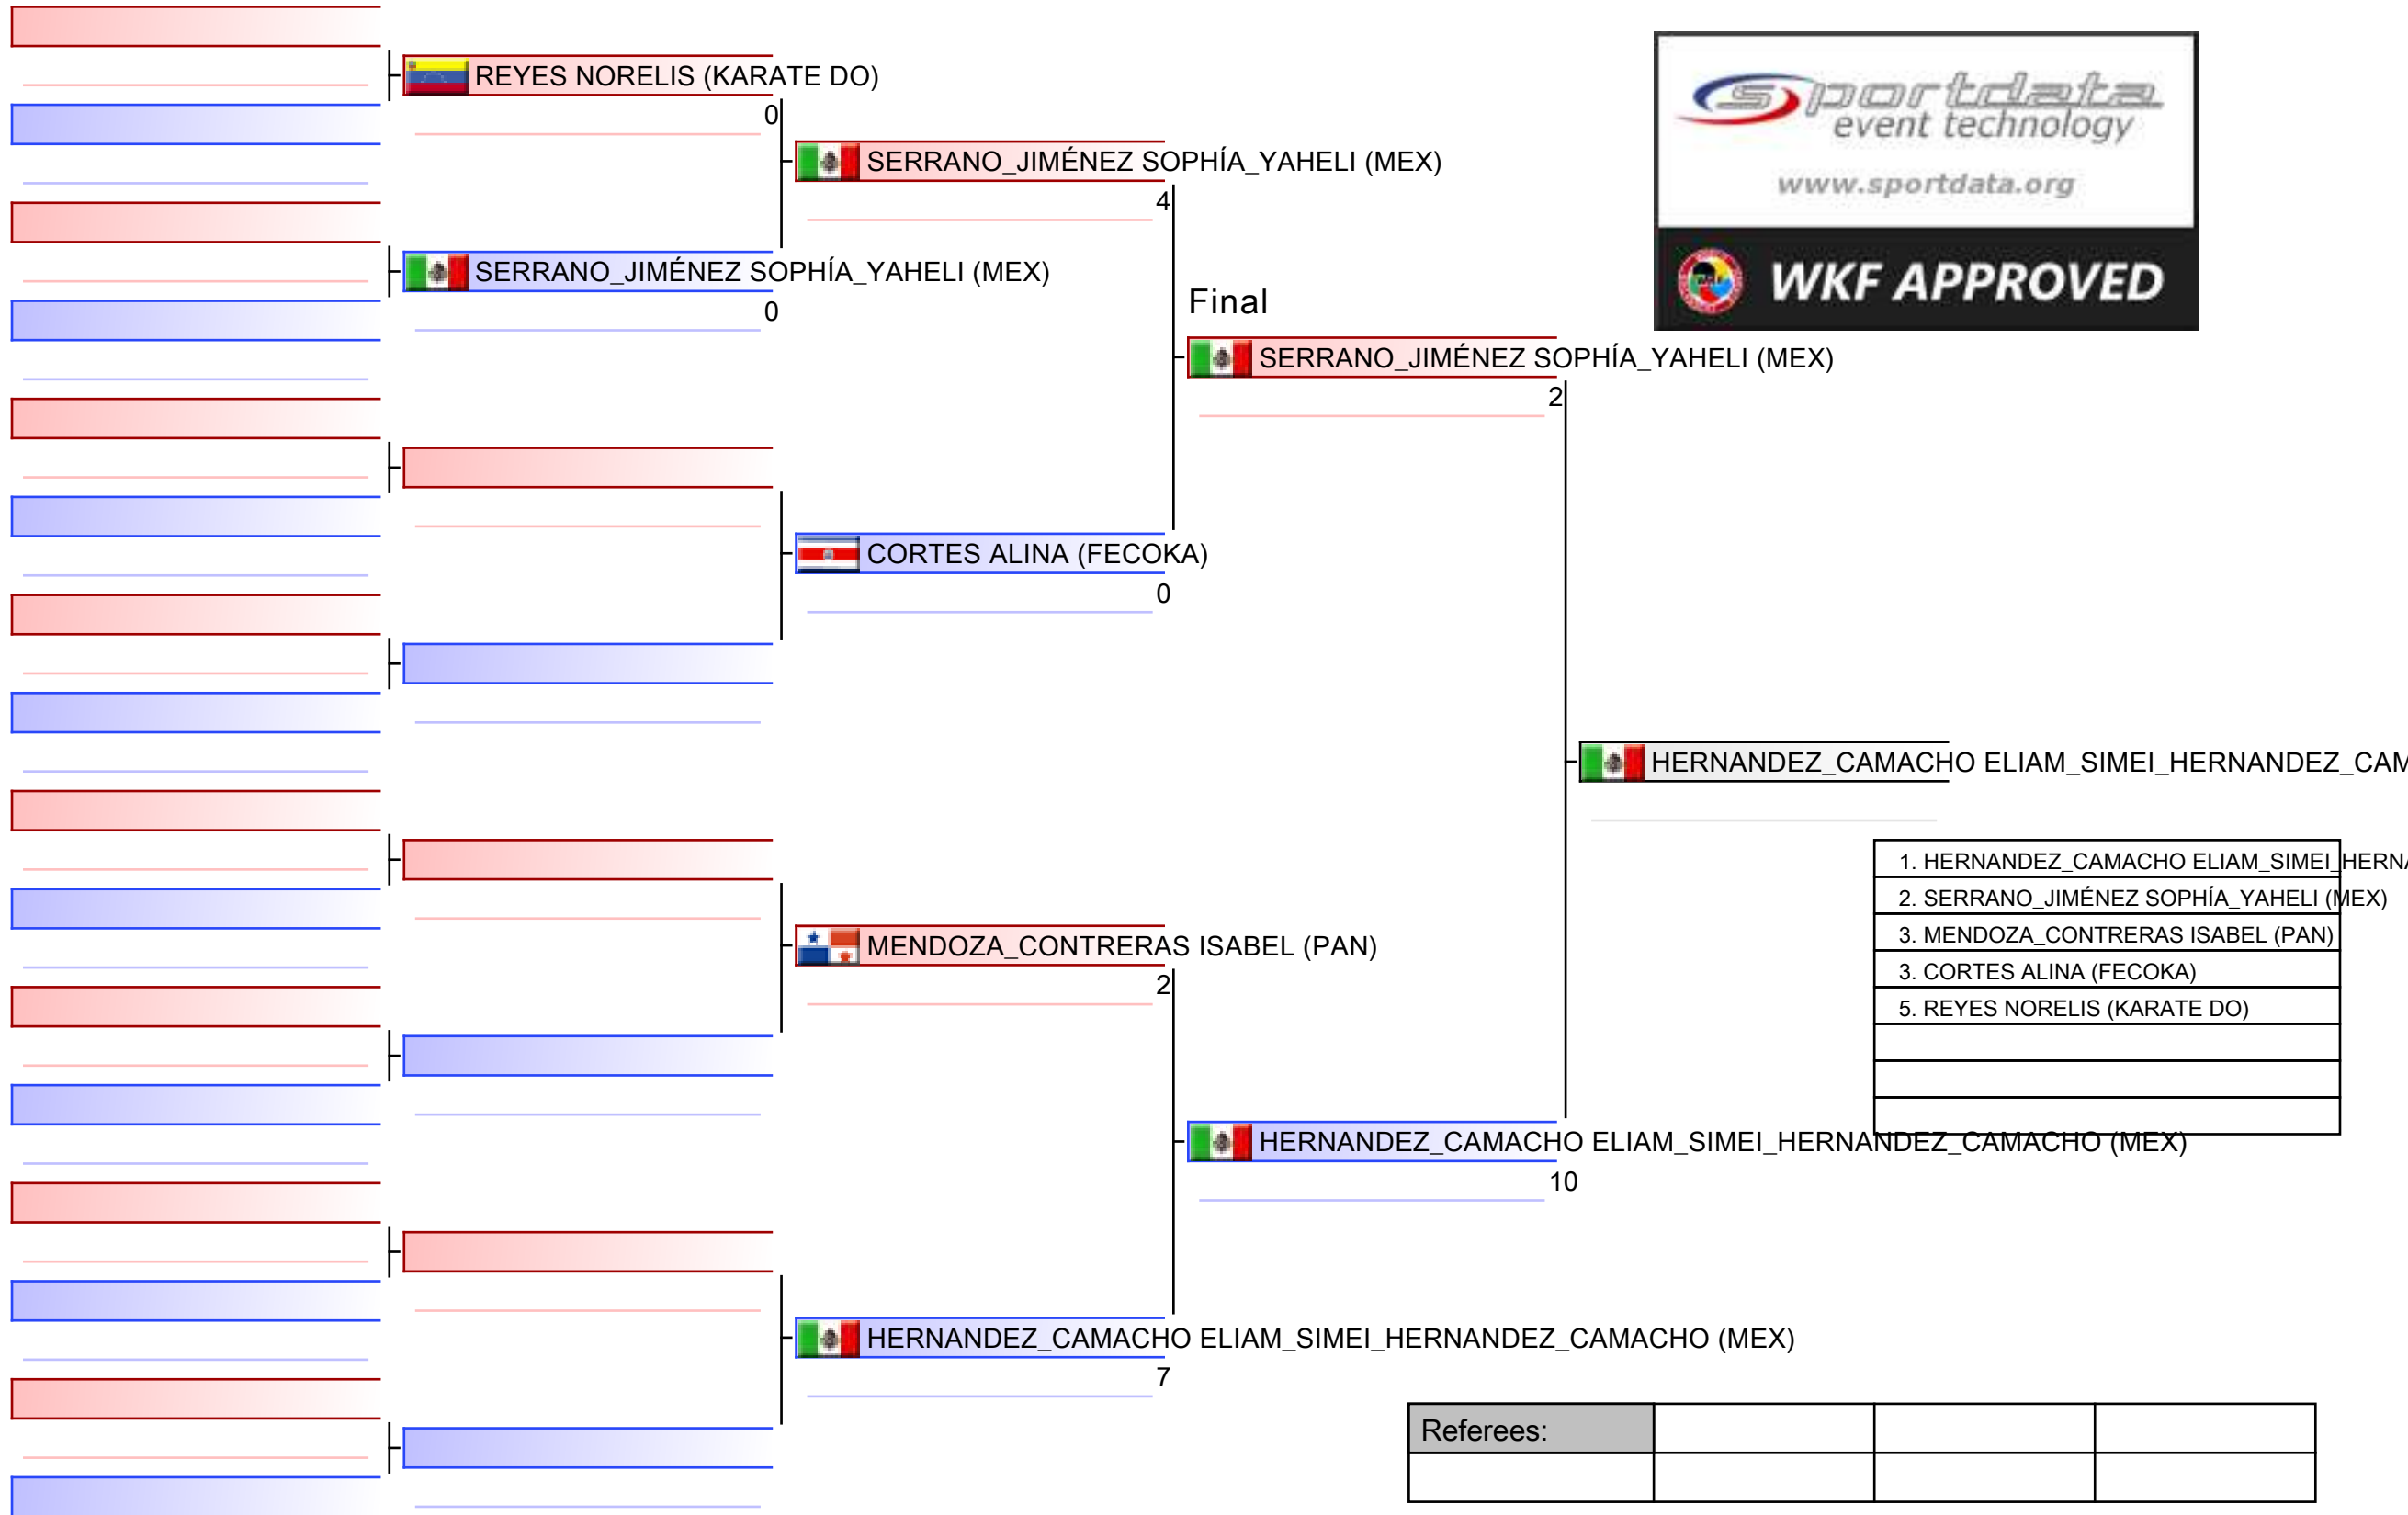 REYES NORELIS (KARATE DO)
0
SERRANO_JIMÉNEZ SOPHÍA_YAHELI (MEX)
0
SERRANO_JIMÉNEZ SOPHÍA_YAHELI (MEX)
4
CORTES ALINA (FECOKA)
0
MENDOZA_CONTRERAS ISABEL (PAN)
2
HERNANDEZ_CAMACHO ELIAM_SIMEI_HERNANDEZ_CAMACHO (MEX)
7
Final
SERRANO_JIMÉNEZ SOPHÍA_YAHELI (MEX)
2
HERNANDEZ_CAMACHO ELIAM_SIMEI_HERNANDEZ_CAMACHO (MEX)
10
HERNANDEZ_CAMACHO ELIAM_SIMEI_HERNANDEZ_CAM
sportdata
event technology
www.sportdata.org
WKF APPROVED
1. HERNANDEZ_CAMACHO ELIAM_SIMEI_HERNA
2. SERRANO_JIMÉNEZ SOPHÍA_YAHELI (MEX)
3. MENDOZA_CONTRERAS ISABEL (PAN)
3. CORTES ALINA (FECOKA)
5. REYES NORELIS (KARATE DO)
Referees: